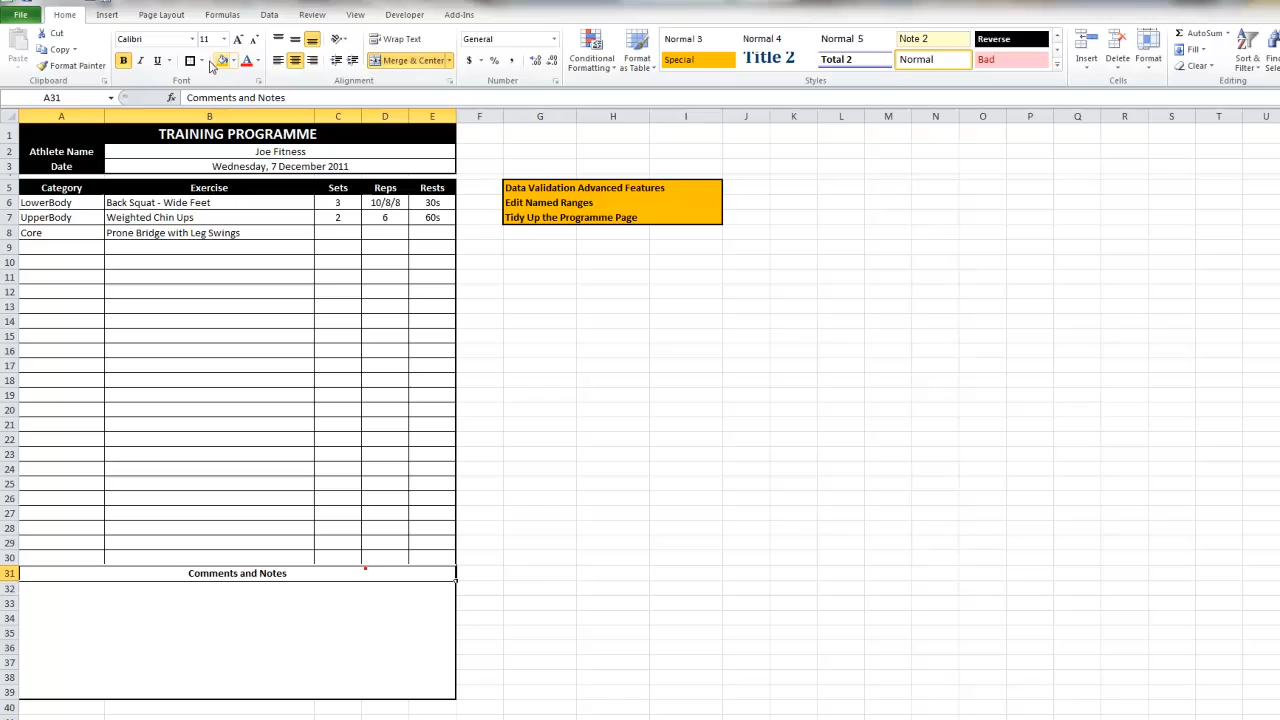 File Home Insert Page Layout Formulas Data Review View Developer Add-Ins
Paste Cut Calibri 11 Wrap Text General Conditional Formatting Format as Table Normal 3 Normal 4 Normal 5 Note 2 Reverse Insert Delete Format AutoSum Sort & Filter
Copy Format Painter B I U A Merge & Center $ % , Special Title 2 Total 2 Normal Bad Fill Clear
Clipboard Font Alignment Number Styles Cells Editing
A31 fx Comments and Notes
A B C D E F G H I J K L M N O P Q R S T U
1 TRAINING PROGRAMME
2 Athlete Name Joe Fitness
3 Date Wednesday, 7 December 2011
5 Category Exercise Sets Reps Rests Data Validation Advanced Features
6 LowerBody Back Squat - Wide Feet 3 10/8/8 30s Edit Named Ranges
7 UpperBody Weighted Chin Ups 2 6 60s Tidy Up the Programme Page
8 Core Prone Bridge with Leg Swings
9
10
11
12
13
14
15
16
17
18
19
20
21
22
23
24
25
26
27
28
29
30
31 Comments and Notes
32
33
34
35
36
37
38
39
40